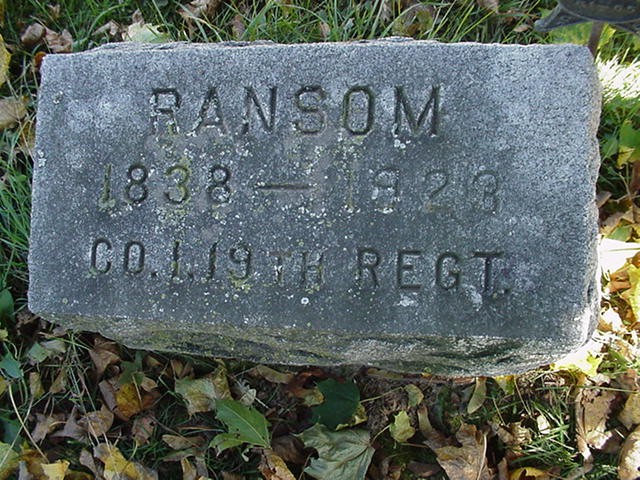 RANSOM
1838 — 1923
CO. I. 19TH REGT.